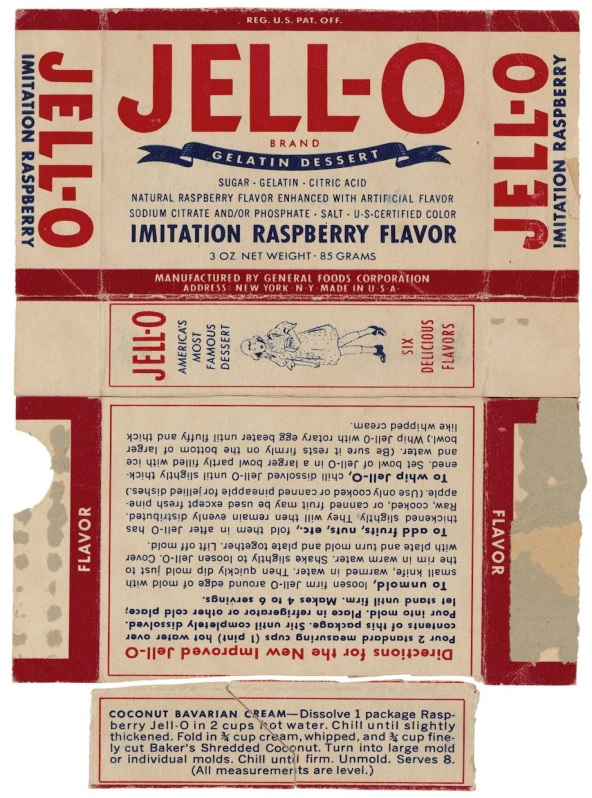 REG. U.S. PAT. OFF.
JELL-O
IMITATION RASPBERRY
JELL-O
BRAND
GELATIN DESSERT
SUGAR · GELATIN · CITRIC ACID
NATURAL RASPBERRY FLAVOR ENHANCED WITH ARTIFICIAL FLAVOR
SODIUM CITRATE AND/OR PHOSPHATE · SALT · U·S·CERTIFIED COLOR
IMITATION RASPBERRY FLAVOR
3 OZ. NET WEIGHT · 85 GRAMS
MANUFACTURED BY GENERAL FOODS CORPORATION
ADDRESS: NEW YORK · N·Y · MADE IN U·S·A·
JELL-O
IMITATION RASPBERRY
JELL-O
AMERICA'S
MOST
FAMOUS
DESSERT
SIX
DELICIOUS
FLAVORS
FLAVOR
Directions for the New Improved Jell-O
Pour 2 standard measuring cups (1 pint) hot water over
contents of this package. Stir until completely dissolved.
Pour into mold. Place in refrigerator or other cold place;
let stand until firm. Makes 4 to 6 servings.
To unmold, loosen firm Jell-O around edge of mold with
small knife, warmed in water. Then quickly dip mold just to
the rim in warm water. Shake slightly to loosen Jell-O. Cover
with plate and turn mold and plate together. Lift off mold.
To add fruits, nuts, etc., fold them in after Jell-O has
thickened slightly. They will then remain evenly distributed.
Raw, cooked, or canned fruit may be used except fresh pine-
apple. (Use only cooked or canned pineapple for jellied dishes.)
To whip Jell-O, chill dissolved Jell-O until slightly thick-
ened. Set bowl of Jell-O in a larger bowl partly filled with ice
and water. (Be sure it rests firmly on the bottom of larger
bowl.) Whip Jell-O with rotary egg beater until fluffy and thick
like whipped cream.
FLAVOR
COCONUT BAVARIAN CREAM—Dissolve 1 package Rasp-
berry Jell-O in 2 cups hot water. Chill until slightly
thickened. Fold in ¾ cup cream, whipped, and ¾ cup fine-
ly cut Baker's Shredded Coconut. Turn into large mold
or individual molds. Chill until firm. Unmold. Serves 8.
(All measurements are level.)